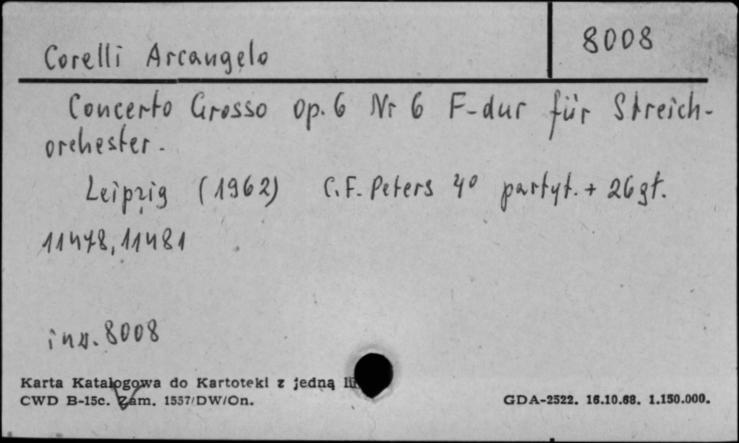 Corelli Arcangelo
8008
Concerto Grosso op. 6 Nr 6 F-dur für Streich-
orchester.
Leipzig (1962) C.F. Peters 4° partyt. + 26 gł.
11478, 11481
inw. 8008
Karta Katalogowa do Kartoteki z jedną
CWD B-15c. Zam. 1557/DW/On.
GDA-2522. 16.10.68. 1.150.000.